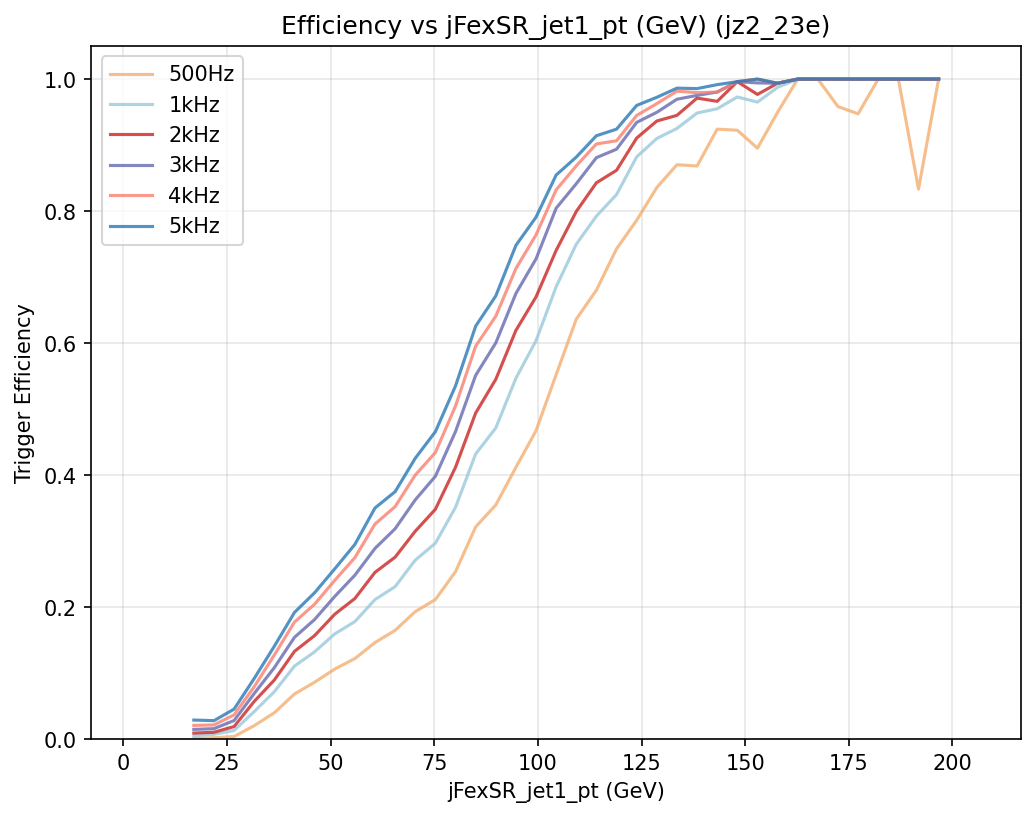 Efficiency vs jFexSR_jet1_pt (GeV) (jz2_23e)
500Hz
1kHz
2kHz
3kHz
4kHz
5kHz
Trigger Efficiency
1.0
0.8
0.6
0.4
0.2
0.0
0 25 50 75 100 125 150 175 200
jFexSR_jet1_pt (GeV)